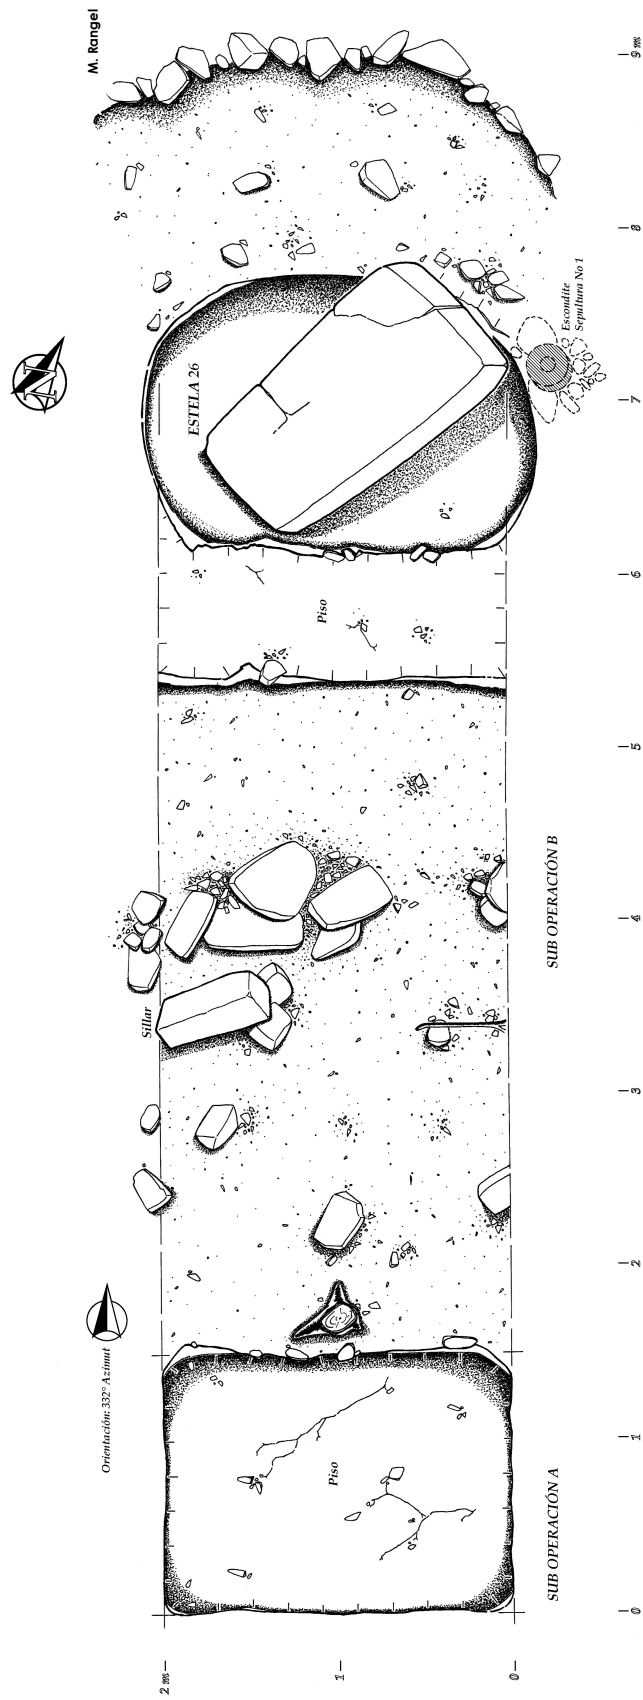 M. Rangel
N
ESTELA 26
Escondite
Sepultura No 1
Piso
Sillar
Orientación: 332° Azimut
Piso
SUB OPERACIÓN A
SUB OPERACIÓN B
2 m
1
0
0
1
2
3
4
5
6
7
8
9 m